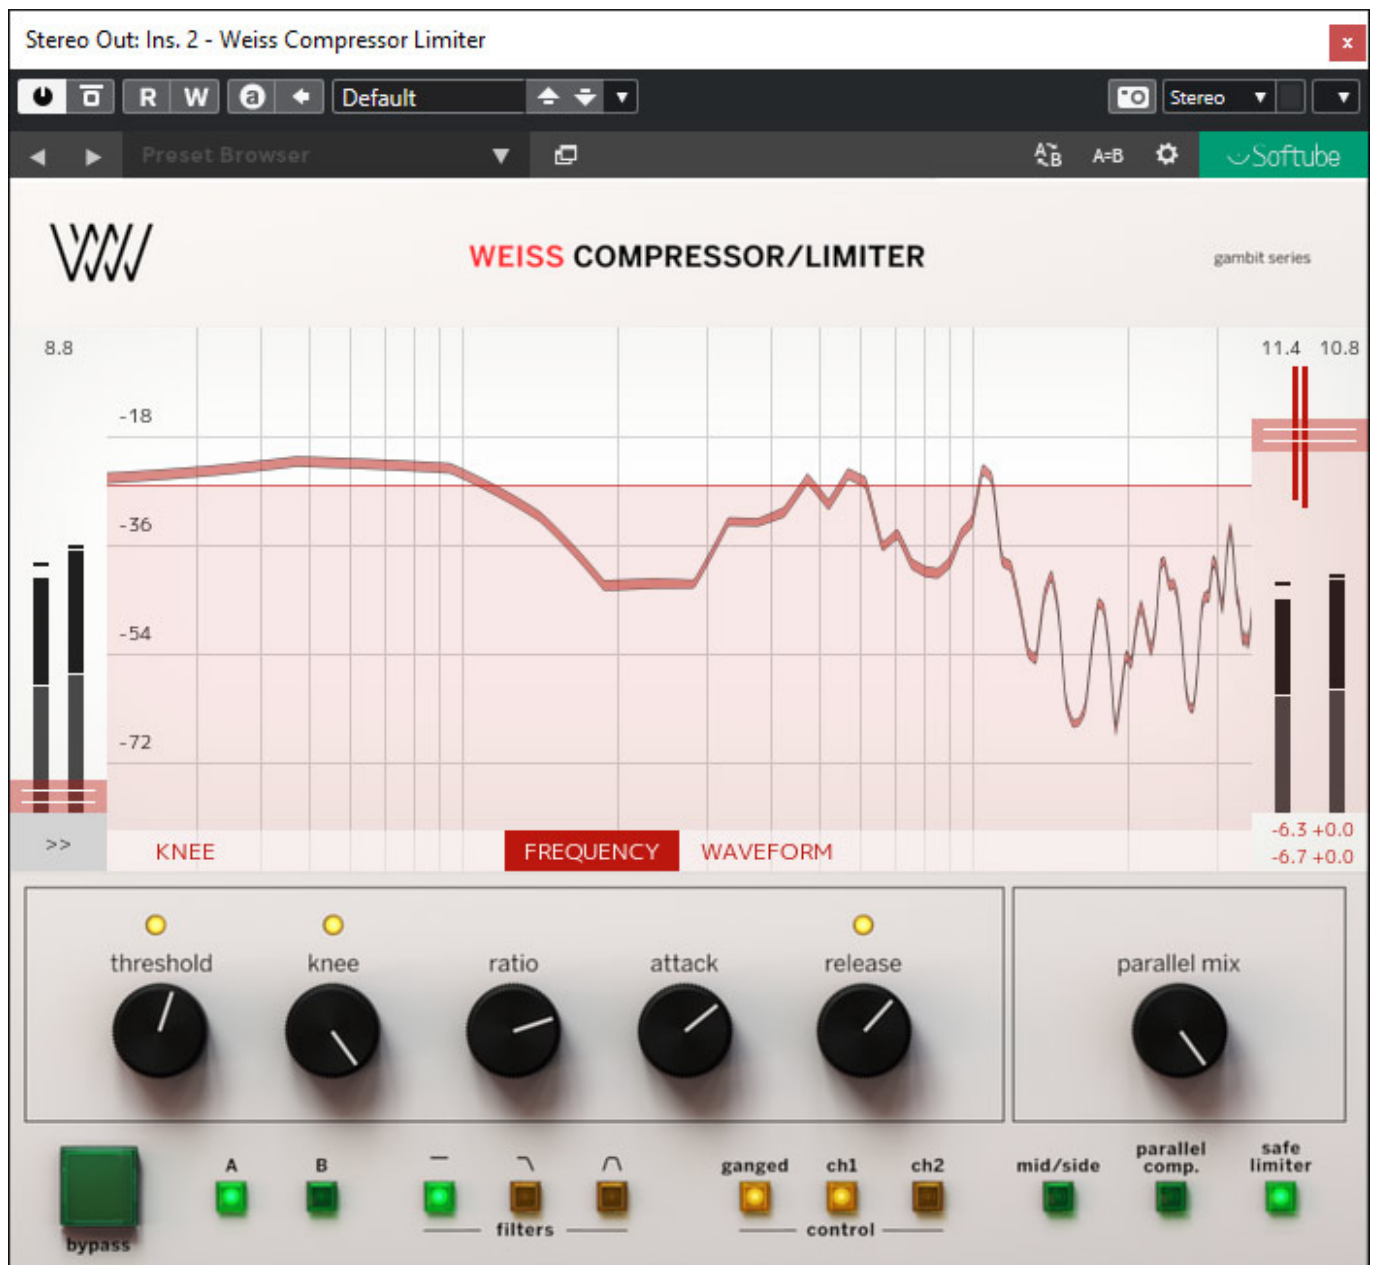 Stereo Out: Ins. 2 - Weiss Compressor Limiter
x
R W a Default Stereo
Preset Browser A B A=B Softube
WEISS COMPRESSOR/LIMITER gambit series
8.8 11.4 10.8
-18
-36
-54
-72
>> KNEE FREQUENCY WAVEFORM
-6.3 +0.0
-6.7 +0.0
threshold knee ratio attack release parallel mix
A B ganged ch1 ch2 mid/side parallel comp. safe limiter
filters control
bypass